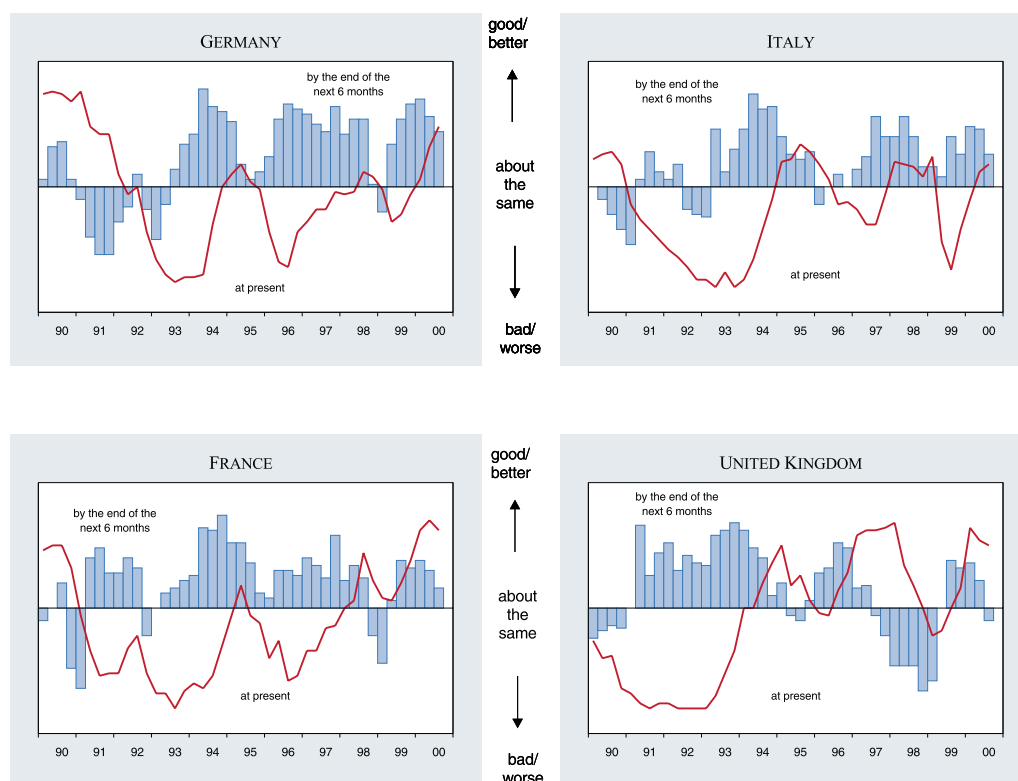 GERMANY
by the end of the
next 6 months
at present
90 91 92 93 94 95 96 97 98 99 00
good/
better
about
the
same
bad/
worse
ITALY
by the end of the
next 6 months
at present
90 91 92 93 94 95 96 97 98 99 00
FRANCE
by the end of the
next 6 months
at present
90 91 92 93 94 95 96 97 98 99 00
good/
better
about
the
same
bad/
worse
UNITED KINGDOM
by the end of the
next 6 months
at present
90 91 92 93 94 95 96 97 98 99 00